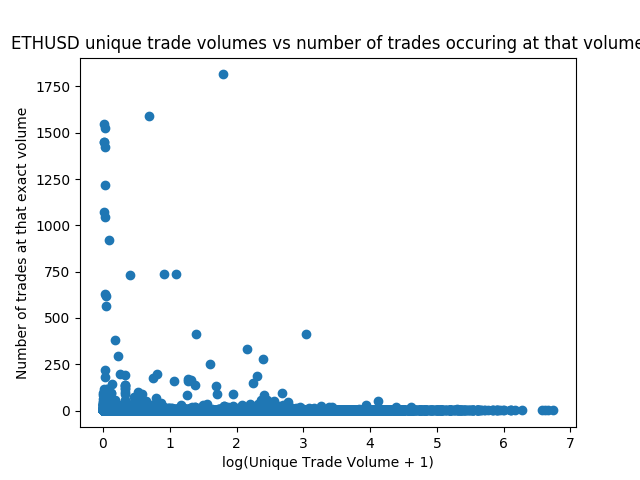 ETHUSD unique trade volumes vs number of trades occuring at that volume
1750
1500
1250
1000
750
500
250
0
Number of trades at that exact volume
0 1 2 3 4 5 6 7
log(Unique Trade Volume + 1)